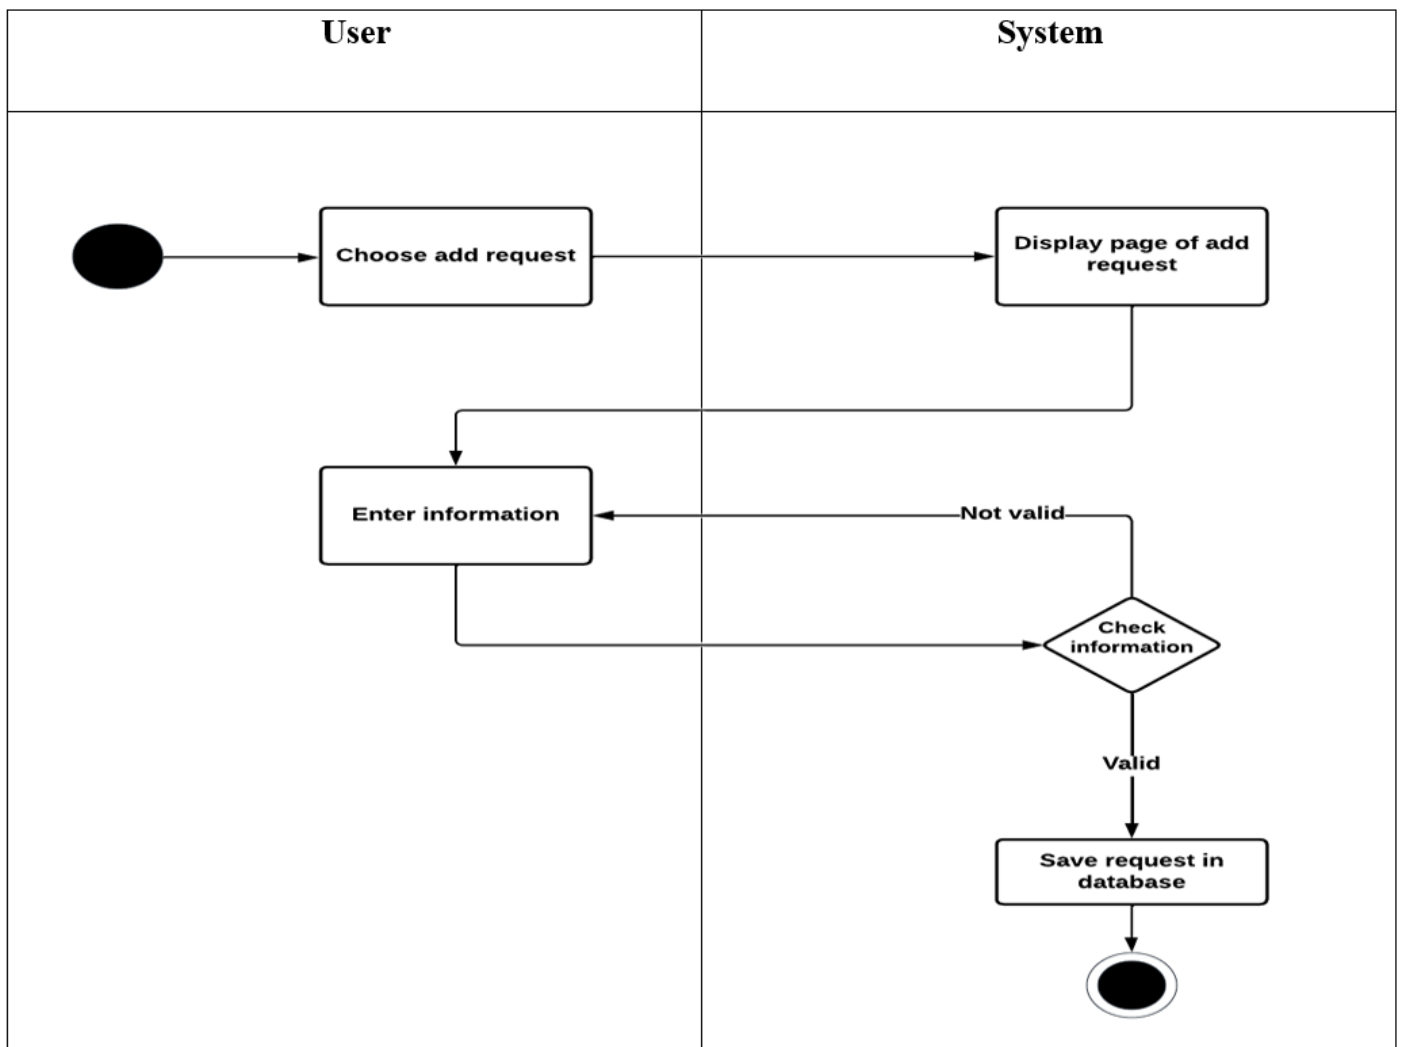 User
System
Choose add request
Display page of add
request
Enter information
Not valid
Check
information
Valid
Save request in
database